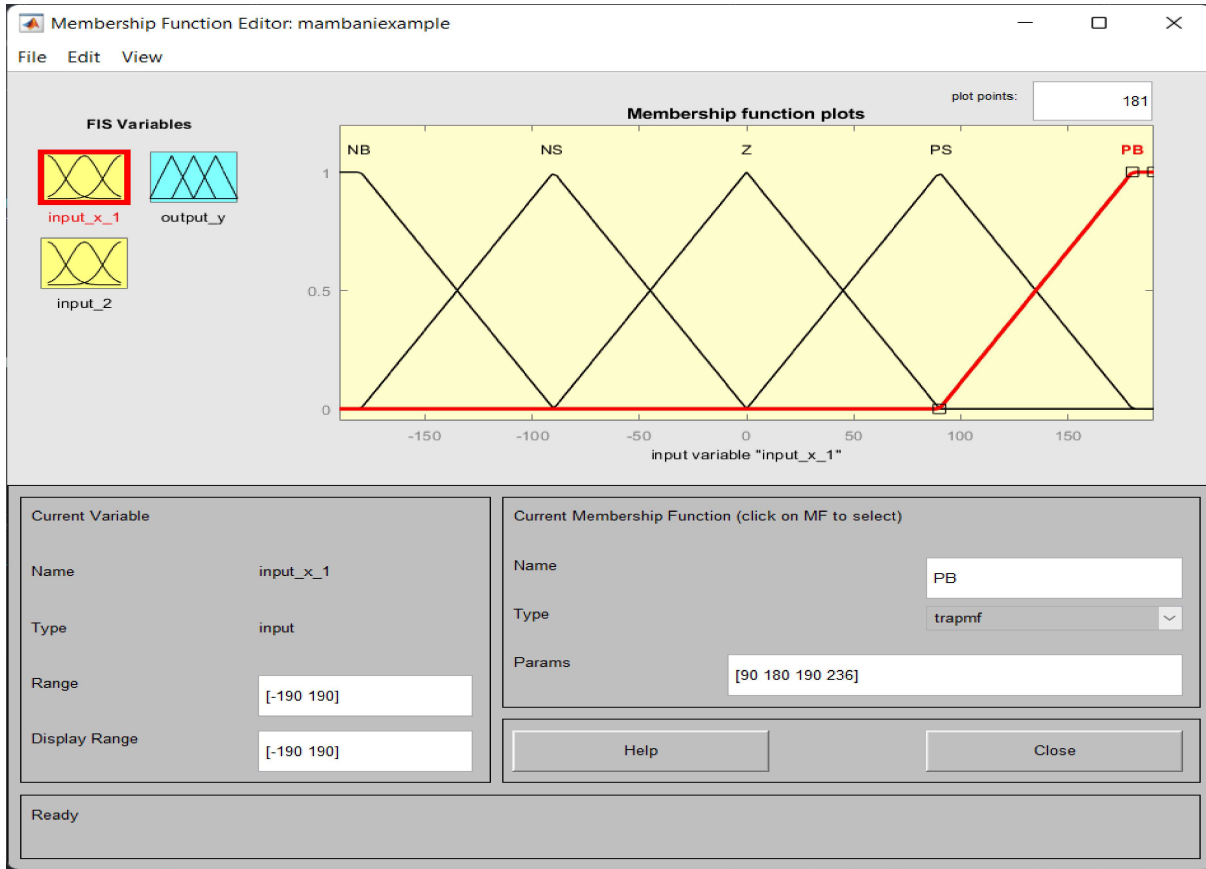 Membership Function Editor: mambaniexample
File Edit View
FIS Variables
input_x_1 output_y
input_2
plot points: 181
Membership function plots
NB NS Z PS PB
1
0.5
0
-150 -100 -50 0 50 100 150
input variable "input_x_1"
Current Variable
Name input_x_1
Type input
Range [-190 190]
Display Range [-190 190]
Current Membership Function (click on MF to select)
Name PB
Type trapmf
Params [90 180 190 236]
Help Close
Ready